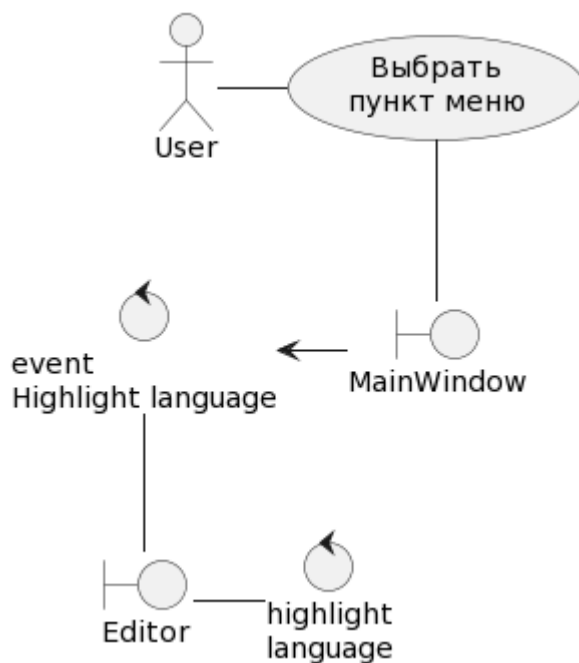 Выбрать
пункт меню
User
MainWindow
event
Highlight language
Editor
highlight
language